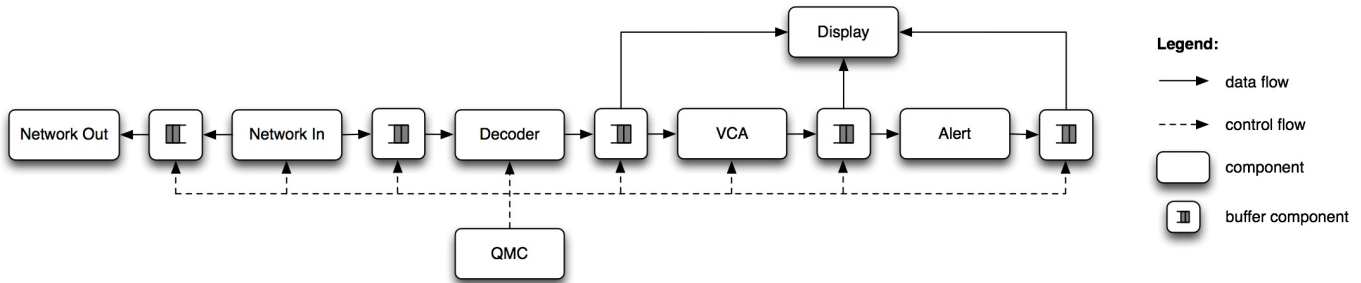 Display
Legend:
data flow
Network Out
Network In
Decoder
VCA
Alert
control flow
component
buffer component
QMC